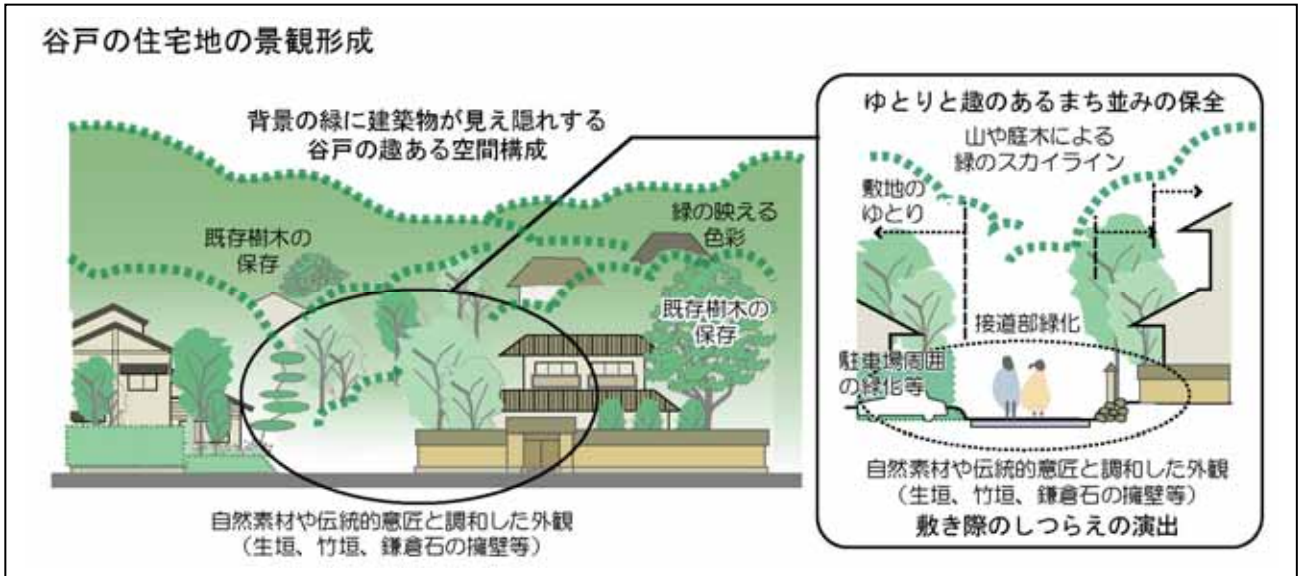 谷戸の住宅地の景観形成
背景の緑に建築物が見え隠れする
谷戸の趣ある空間構成
既存樹木の
保存
緑の映える
色彩
既存樹木の
保存
自然素材や伝統的意匠と調和した外観
（生垣、竹垣、鎌倉石の擁壁等）
ゆとりと趣のあるまち並みの保全
山や庭木による
緑のスカイライン
敷地の
ゆとり
接道部緑化
駐車場周囲
の緑化等
自然素材や伝統的意匠と調和した外観
（生垣、竹垣、鎌倉石の擁壁等）
敷き際のしつらえの演出